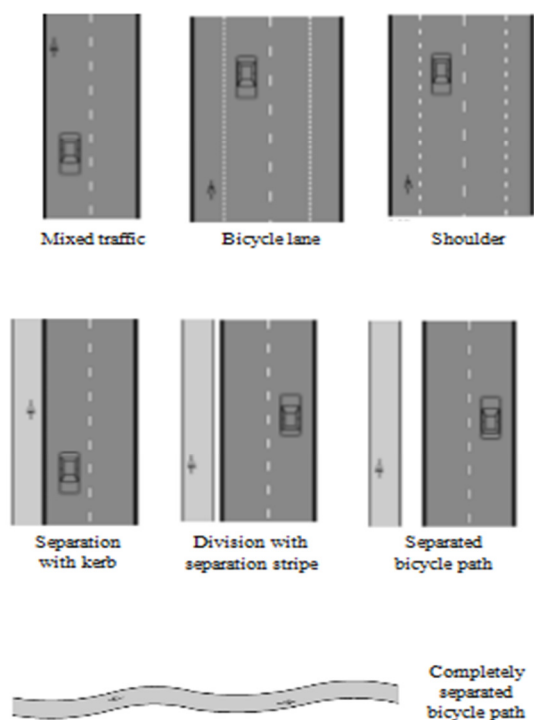 Mixed traffic
Bicycle lane
Shoulder
Separation
with kerb
Division with
separation stripe
Separated
bicycle path
Completely
separated
bicycle path